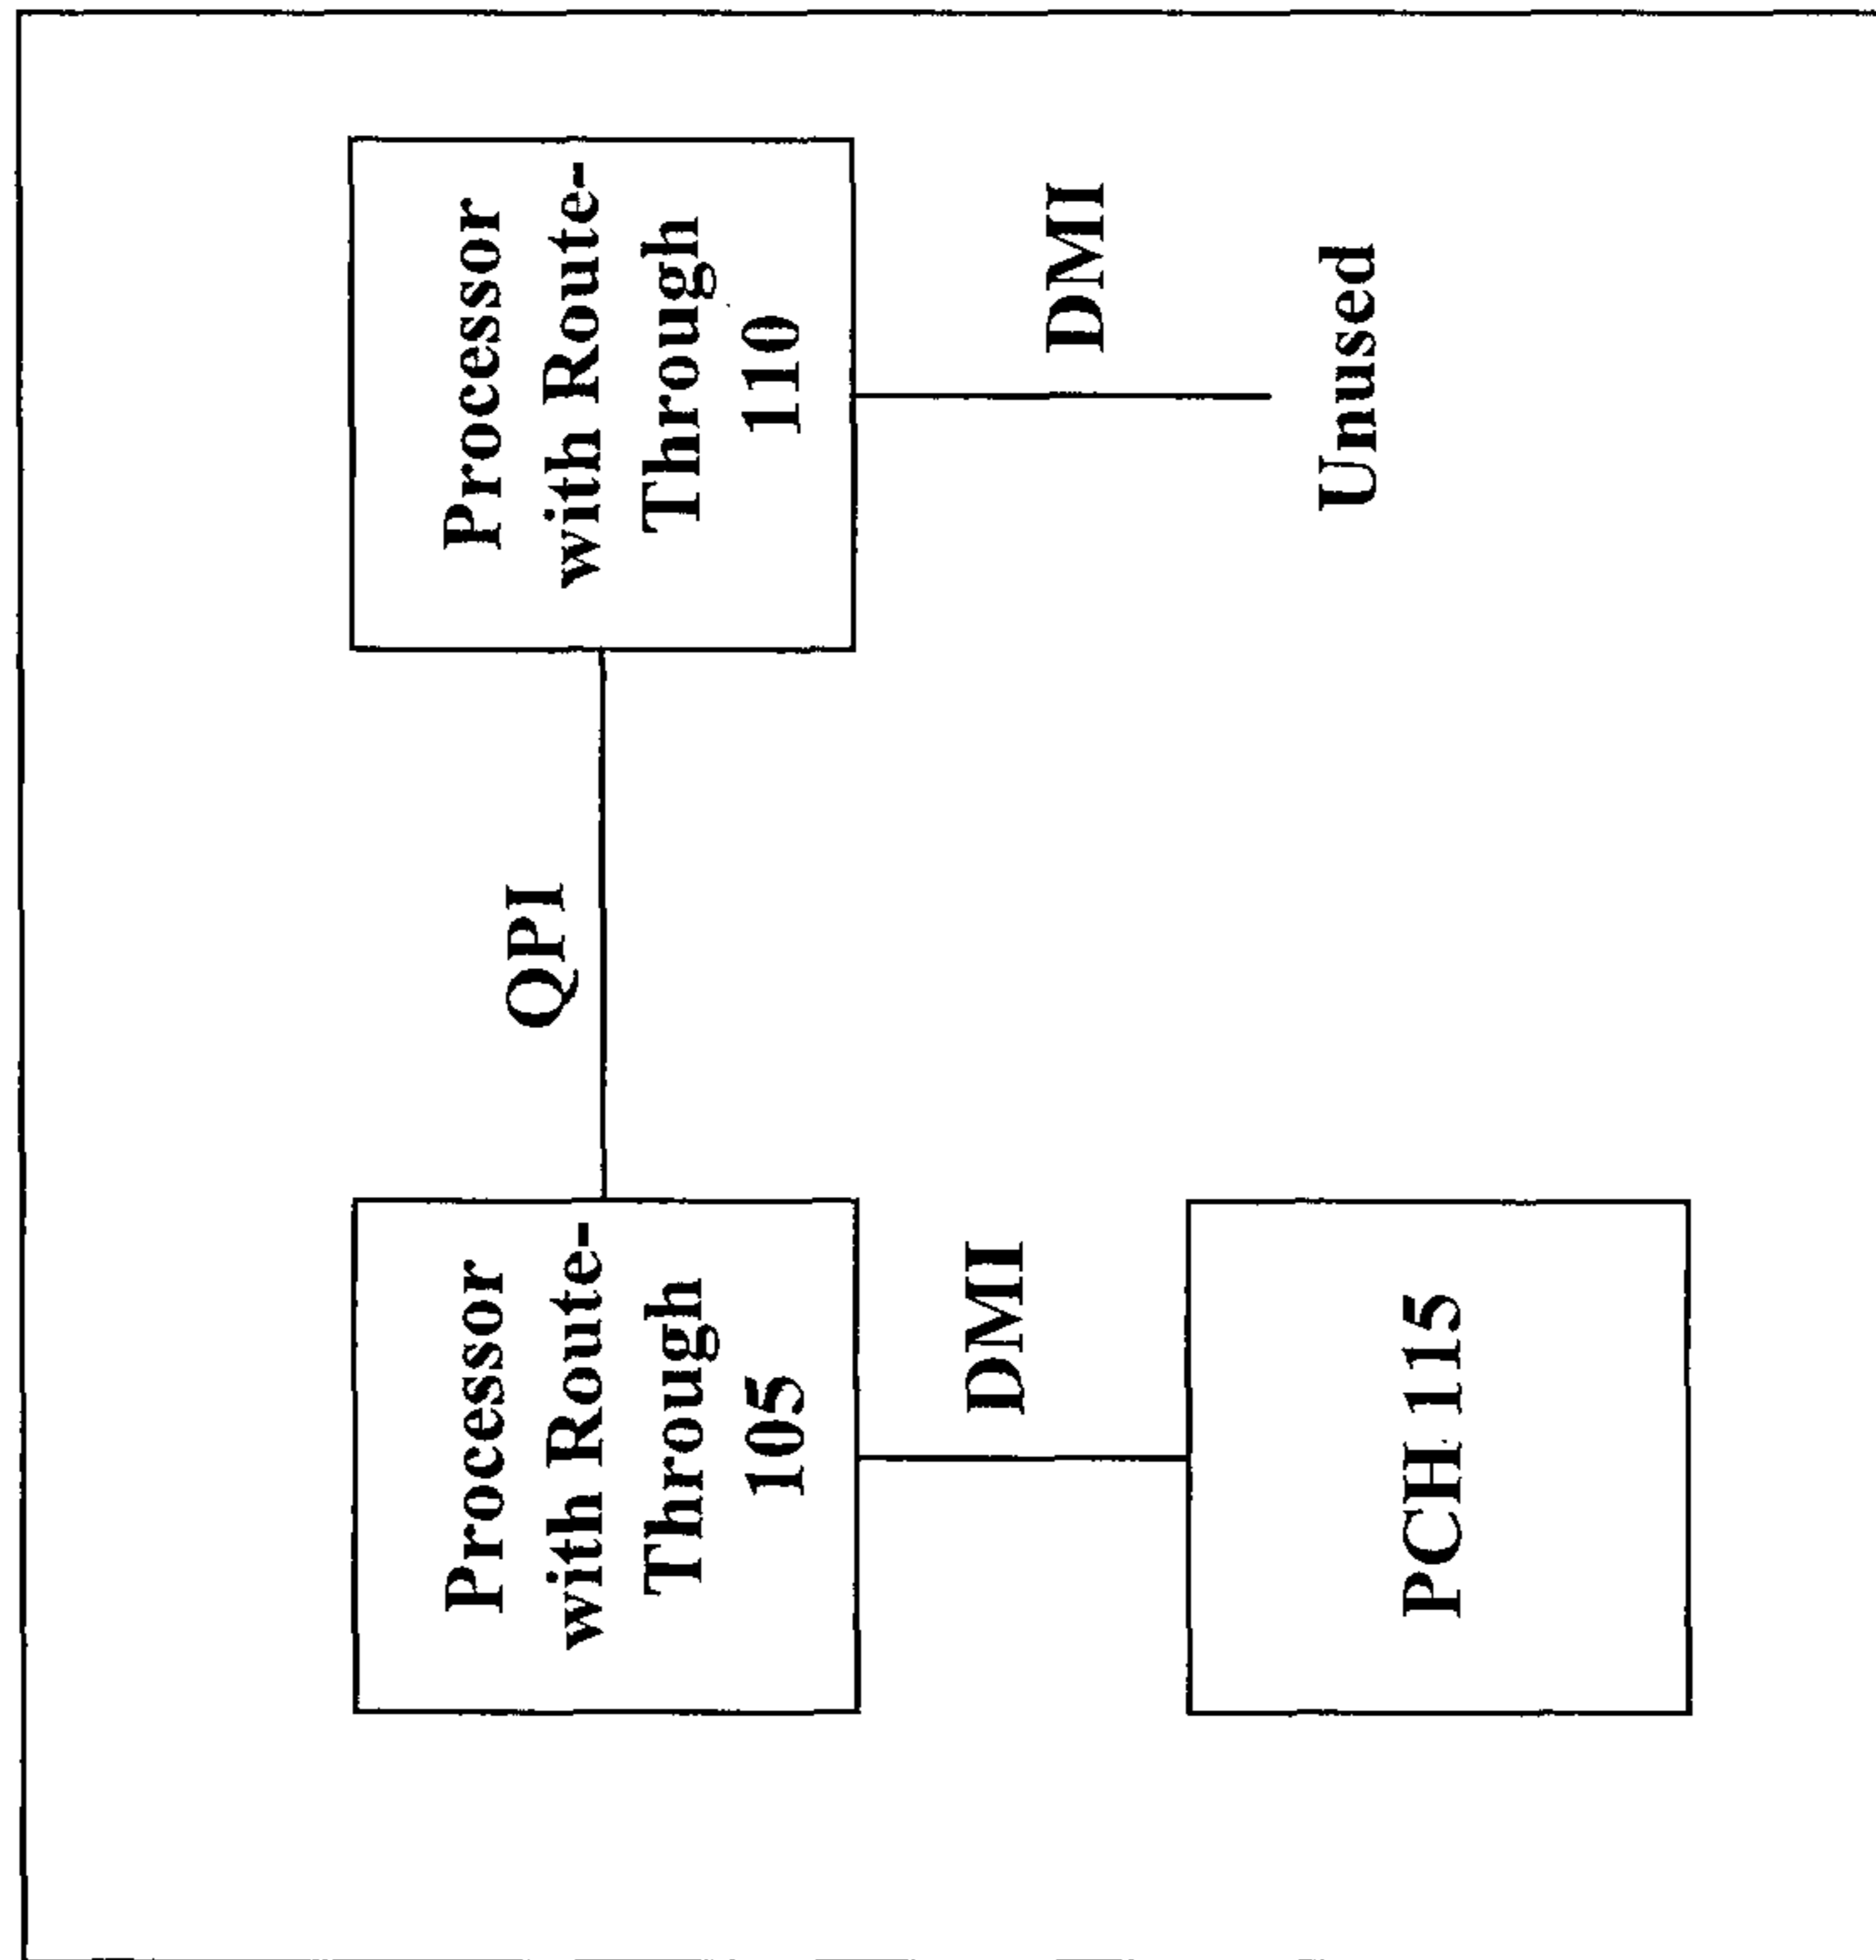 Processor
with Route-
Through
105
QPI
Processor
with Route-
Through
110
DMI
DMI
PCH 115
Unused